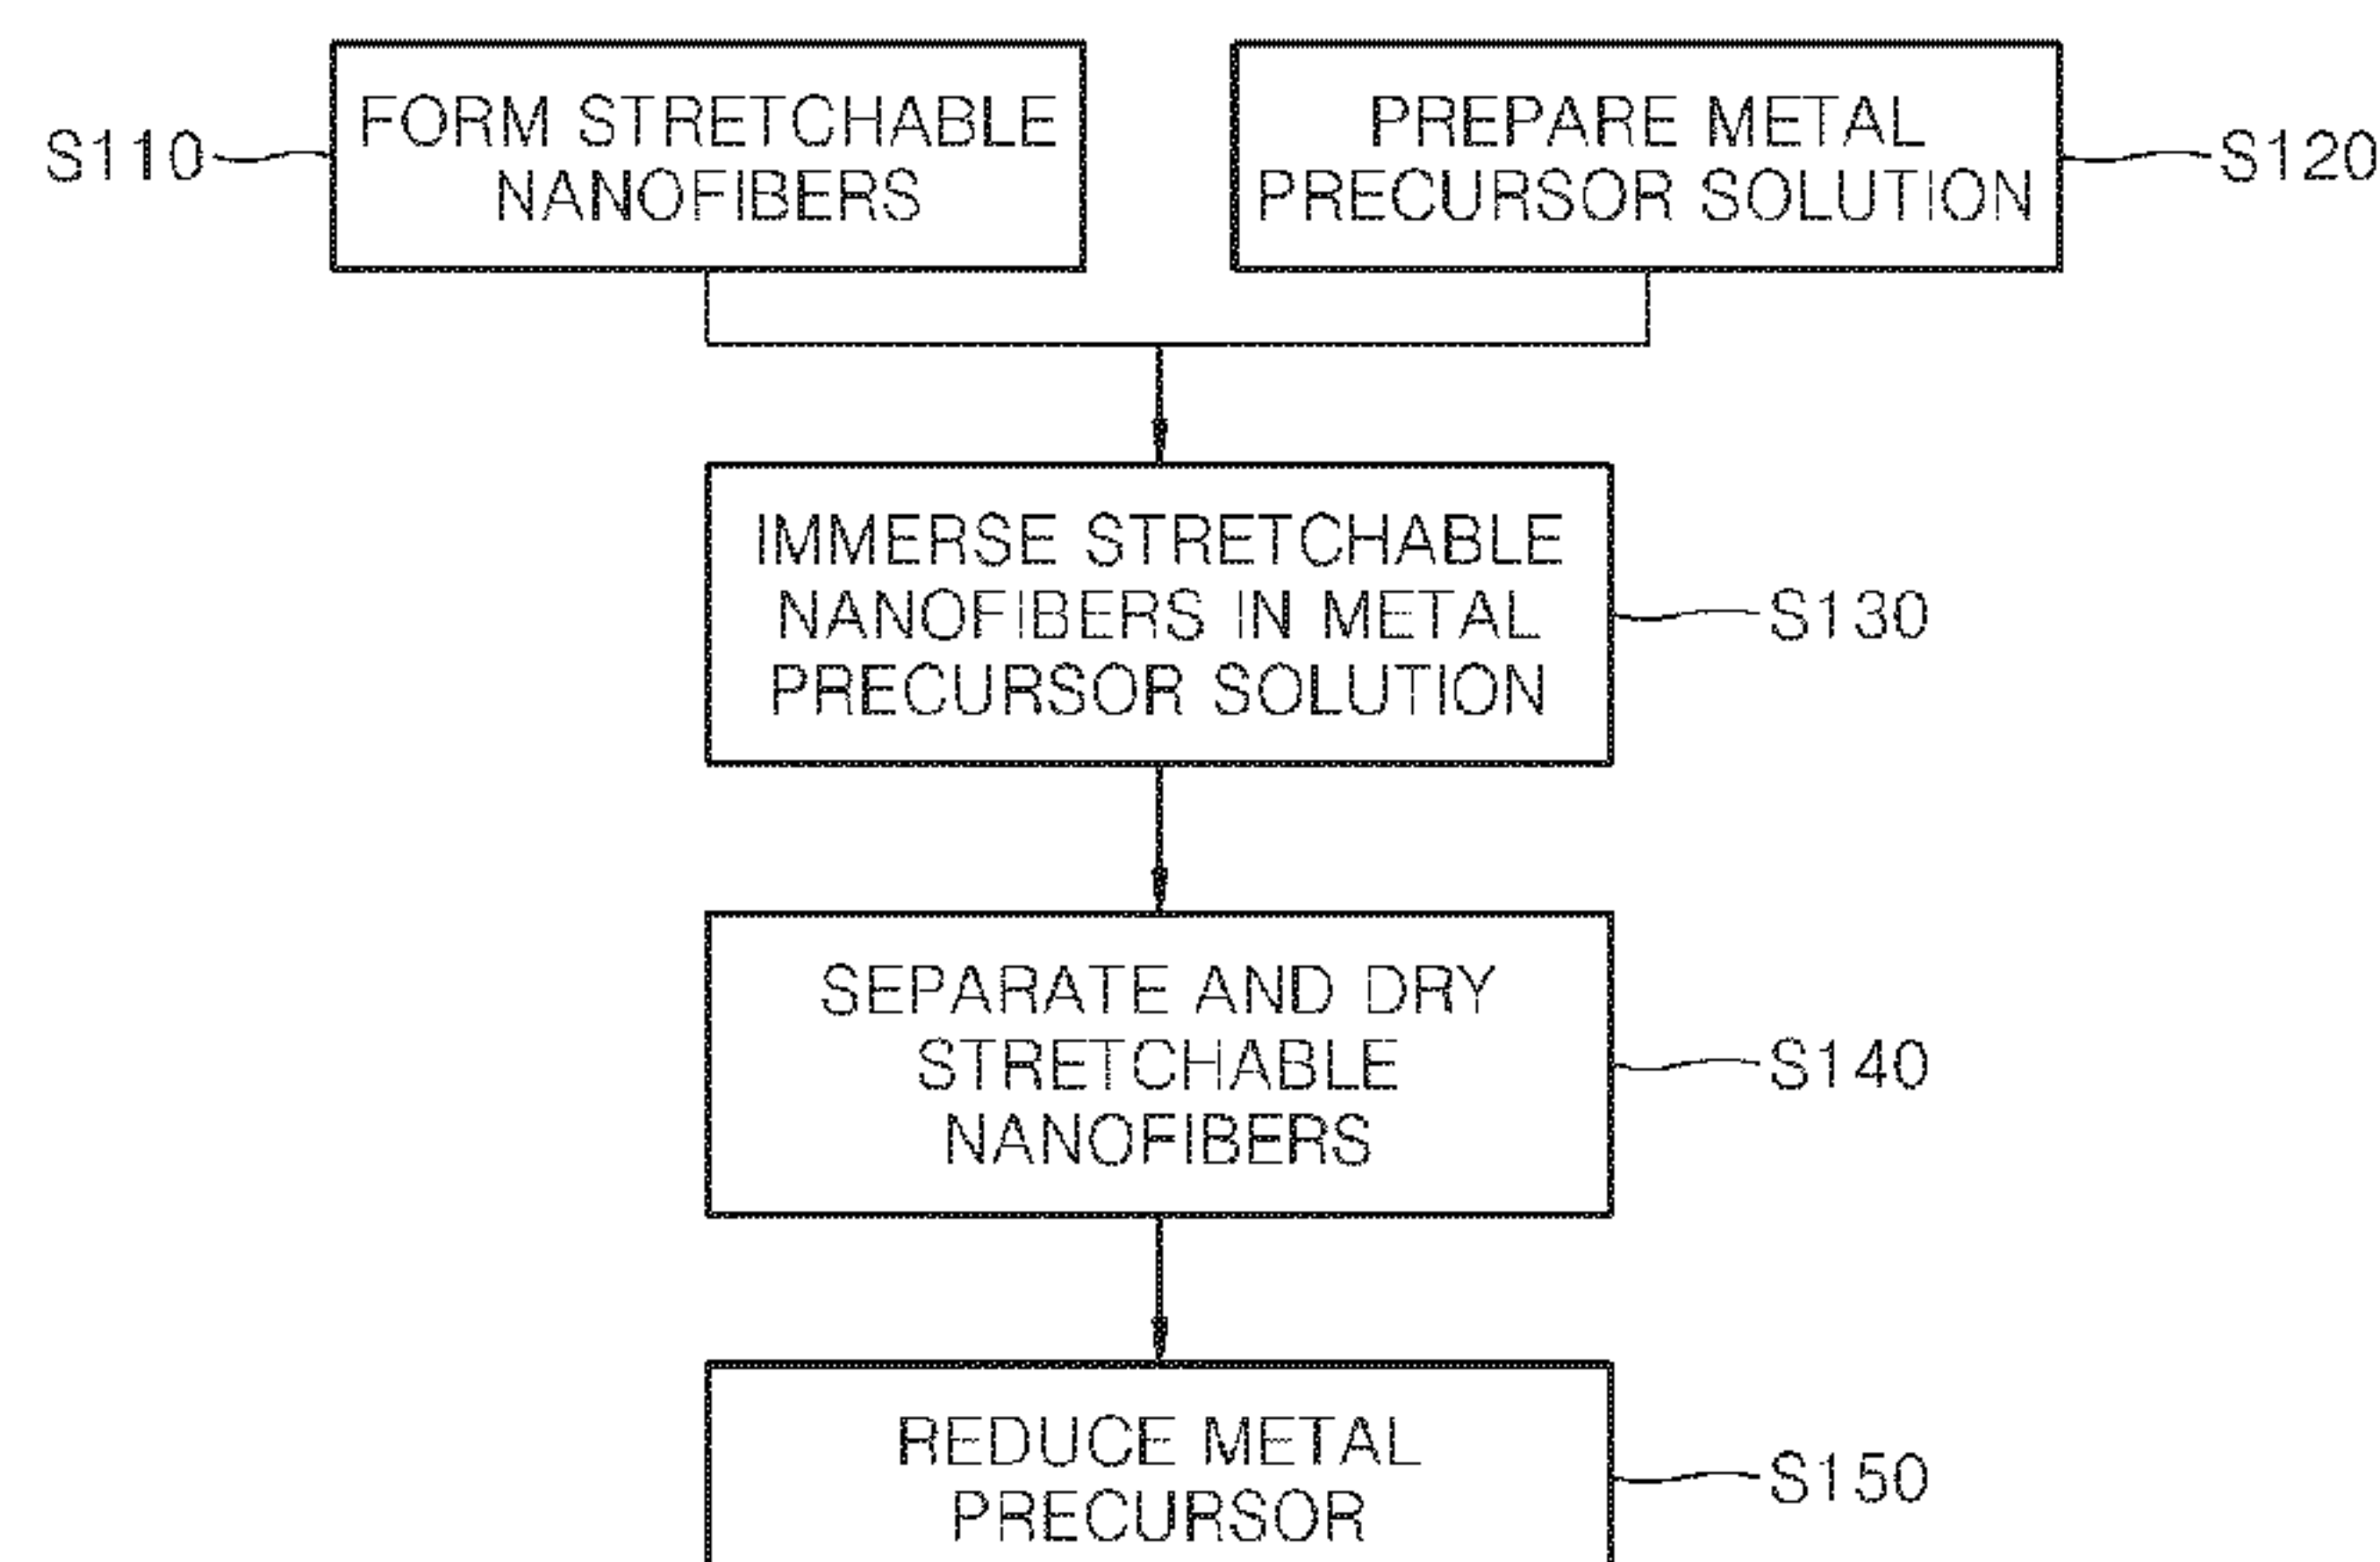 FORM STRETCHABLE
NANOFIBERS
S110
PREPARE METAL
PRECURSOR SOLUTION
S120
IMMERSE STRETCHABLE
NANOFIBERS IN METAL
PRECURSOR SOLUTION
S130
SEPARATE AND DRY
STRETCHABLE
NANOFIBERS
S140
REDUCE METAL
PRECURSOR
S150